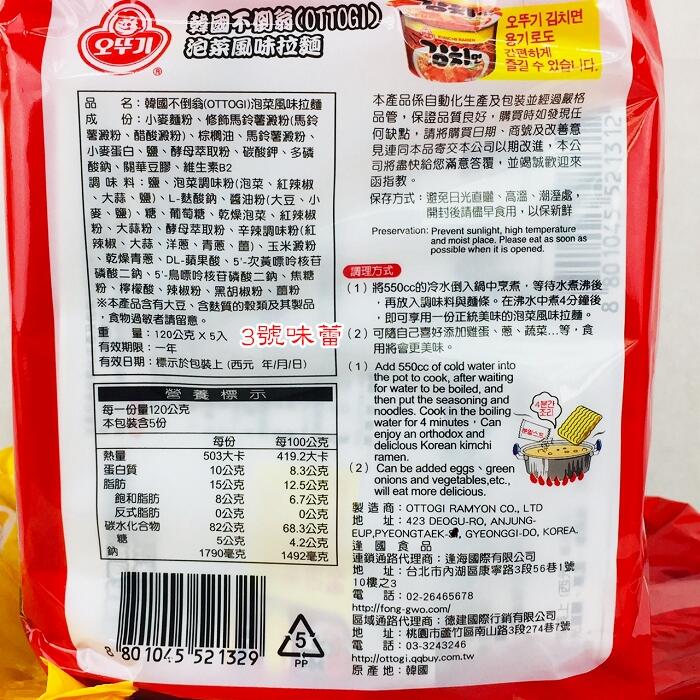 오뚜기
®
韓國不倒翁(OTTOGI)
泡菜風味拉麵
KIMCHI RAMEN
김치면
오뚜기 김치면
용기로도
간편하게
즐길 수 있습니다.
品　名：韓國不倒翁(OTTOGI)泡菜風味拉麵
成　份：小麥麵粉、修飾馬鈴薯澱粉(馬鈴
薯澱粉、醋酸澱粉)、棕櫚油、馬鈴薯澱粉、
小麥蛋白、鹽、酵母萃取粉、碳酸鉀、多磷
酸鈉、關華豆膠、維生素B2
調味料：鹽、泡菜調味粉(泡菜、紅辣椒
、大蒜、鹽)、L-麩酸鈉、醬油粉(大豆、小
麥、鹽)、糖、葡萄糖、乾燥泡菜、紅辣椒
粉、大蒜粉、酵母萃取粉、辛辣調味粉(紅
辣椒、大蒜、洋蔥、青蔥、薑)、玉米澱粉
、乾燥青蔥、DL-蘋果酸、5'-次黃嘌呤核苷
磷酸二鈉、5'-鳥嘌呤核苷磷酸二鈉、焦糖
粉、檸檬酸、辣椒粉、黑胡椒粉、薑粉
※本產品含有大豆、含麩質的穀類及其製品
，食物過敏者請留意。
重　量：120公克X5入
有效期限：一年
有效日期：標示於包裝上(西元 年/月/日)
3號味蕾
營養標示
每一份量120公克
本包裝含5份
每份 每100公克
熱量 503大卡 419.2大卡
蛋白質 10公克 8.3公克
脂肪 15公克 12.5公克
飽和脂肪 8公克 6.7公克
反式脂肪 0公克 0公克
碳水化合物 82公克 68.3公克
糖 5公克 4.2公克
鈉 1790毫克 1492毫克
8 801045 521329
5
PP
本產品係自動化生產及包裝並經過嚴格
品管，保證品質良好，購買時如發現任
何缺點，請將購買日期、商號及改善意
見連同本品寄交本公司以期改進，本公
司將盡快給您滿意答覆，並竭誠歡迎來
函指教。
保存方式：避免日光直曬、高溫、潮溼處，
開封後請儘早食用，以保新鮮
Preservation: Prevent sunlight, high temperature
and moist place. Please eat as soon as
possible when it is opened.
調理方式
(1) 將550cc的冷水倒入鍋中烹煮，等待水煮沸後
，再放入調味料與麵條。在沸水中煮4分鐘後
，即可享用一份正統美味的泡菜風味拉麵。
(2) 可隨自己喜好添加雞蛋、蔥、蔬菜...等，食
用將會更美味。
(1) Add 550cc of cold water into
the pot to cook, after waiting
for water to be boiled, and
then put the seasoning and
noodles. Cook in the boiling
water for 4 minutes，Can
enjoy an orthodox and
delicious Korean kimchi
ramen.
(2) Can be added eggs、green
onions and vegetables,etc.,
will eat more delicious.
4분간
조리
분말스프
製造商：OTTOGI RAMYON CO., LTD
地　址：423 DEOGU-RO, ANJUNG-
EUP,PYEONGTAEK-, GYEONGGI-DO, KOREA.
逢國食品
連鎖通路代理商：逢海國際有限公司
地　址：台北市內湖區康寧路3段56巷1號
10樓之3
電　話：02-26465678
http://fong-gwo.com/
區域通路代理商：德建國際行銷有限公司
地　址：桃園市蘆竹區南山路3段274巷7號
電　話：03-3243246
http://ottogi.qqbuy.com.tw
原產地：韓國